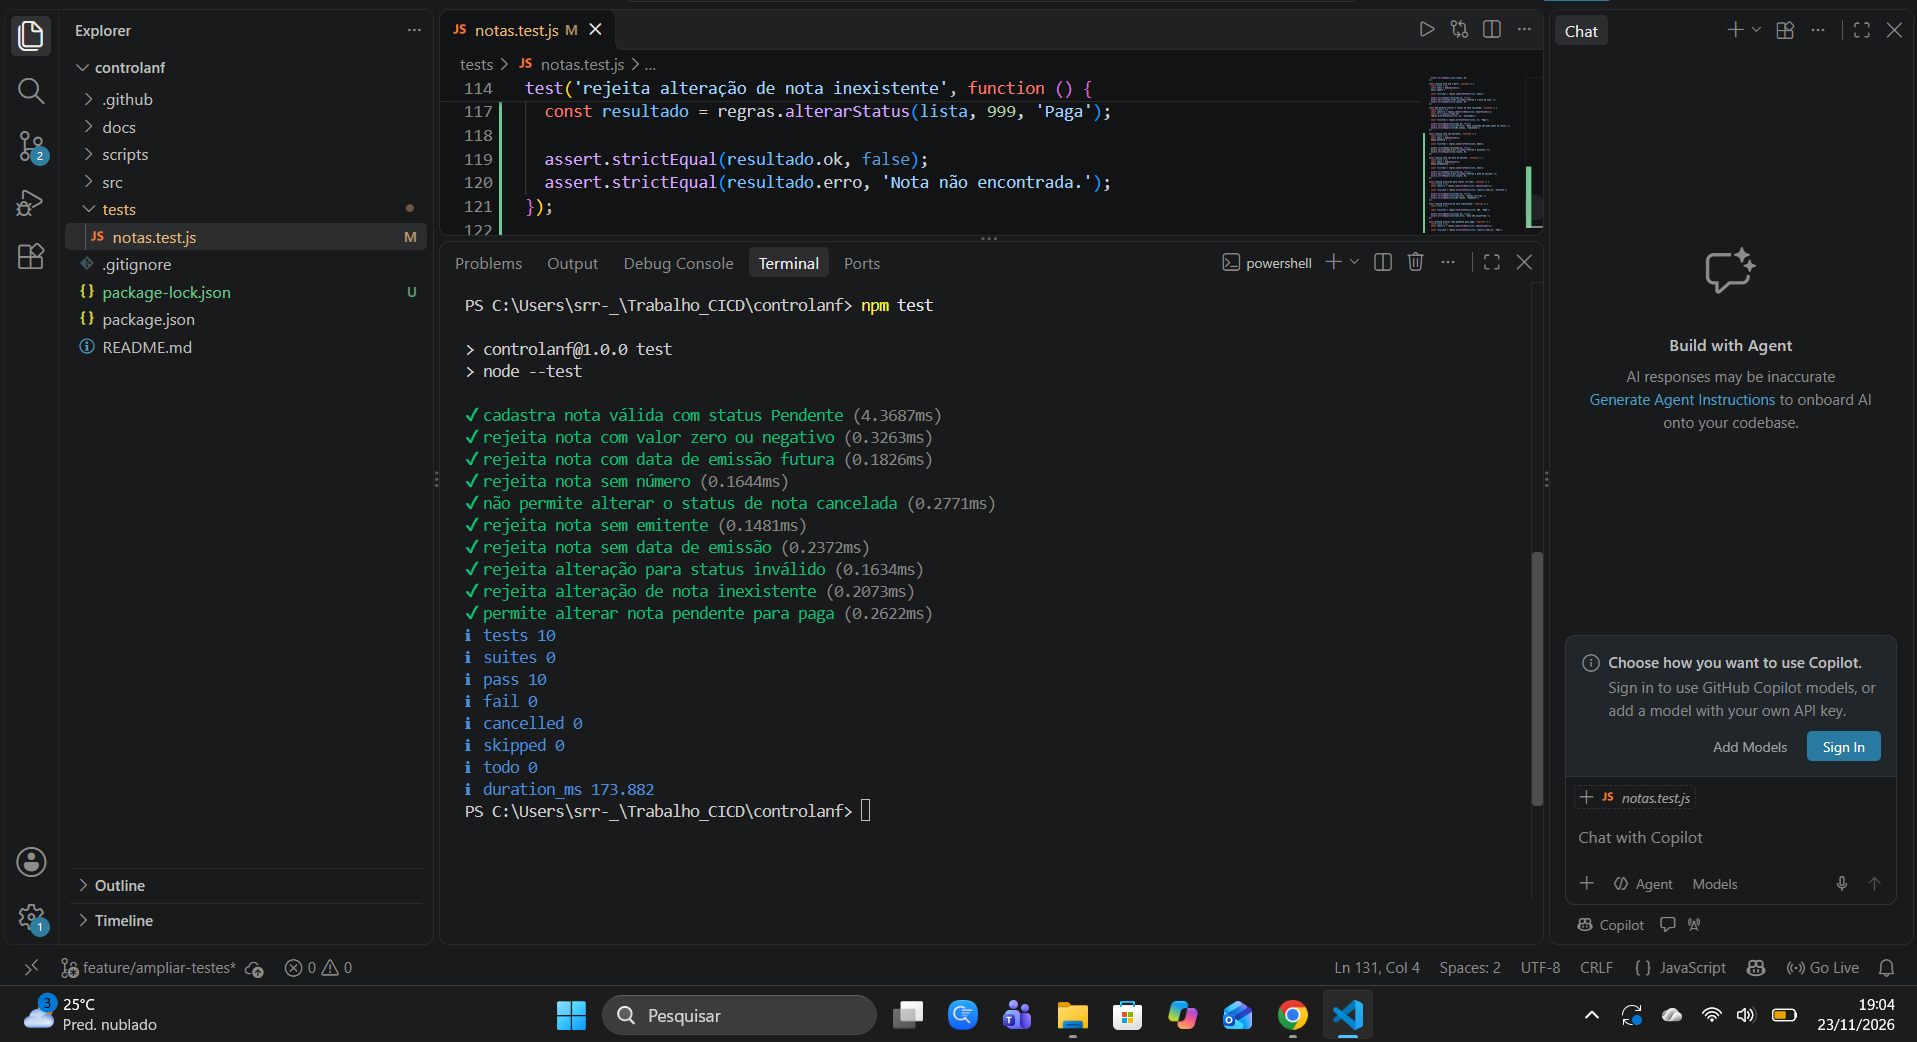 Explorer
controlanf
.github
docs
scripts
src
tests
JS notas.test.js M
.gitignore
{} package-lock.json U
{} package.json
README.md
Outline
Timeline
2
1
JS notas.test.js M
tests > JS notas.test.js > ...
114 test('rejeita alteração de nota inexistente', function () {
117 const resultado = regras.alterarStatus(lista, 999, 'Paga');
118
119 assert.strictEqual(resultado.ok, false);
120 assert.strictEqual(resultado.erro, 'Nota não encontrada.');
121 });
122
Problems Output Debug Console Terminal Ports
powershell
PS C:\Users\srr-_\Trabalho_CICD\controlanf> npm test
> controlanf@1.0.0 test
> node --test
✔ cadastra nota válida com status Pendente (4.3687ms)
✔ rejeita nota com valor zero ou negativo (0.3263ms)
✔ rejeita nota com data de emissão futura (0.1826ms)
✔ rejeita nota sem número (0.1644ms)
✔ não permite alterar o status de nota cancelada (0.2771ms)
✔ rejeita nota sem emitente (0.1481ms)
✔ rejeita nota sem data de emissão (0.2372ms)
✔ rejeita alteração para status inválido (0.1634ms)
✔ rejeita alteração de nota inexistente (0.2073ms)
✔ permite alterar nota pendente para paga (0.2622ms)
ℹ tests 10
ℹ suites 0
ℹ pass 10
ℹ fail 0
ℹ cancelled 0
ℹ skipped 0
ℹ todo 0
ℹ duration_ms 173.882
PS C:\Users\srr-_\Trabalho_CICD\controlanf>
Chat
Build with Agent
AI responses may be inaccurate
Generate Agent Instructions to onboard AI
onto your codebase.
Choose how you want to use Copilot.
Sign in to use GitHub Copilot models, or
add a model with your own API key.
Add Models Sign In
JS notas.test.js
Chat with Copilot
Agent Models
Copilot
feature/ampliar-testes* 0 0
Ln 131, Col 4 Spaces: 2 UTF-8 CRLF {} JavaScript Go Live
3
25°C
Pred. nublado
Pesquisar
19:04
23/11/2026